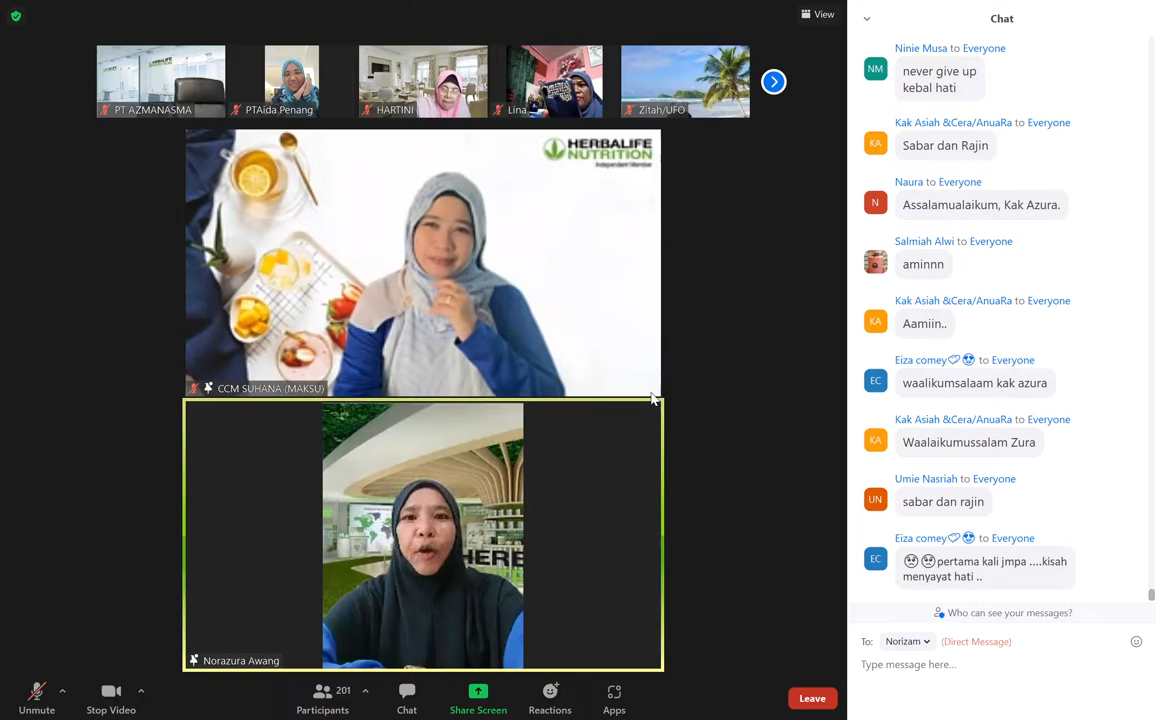 View
PT AZMANASMA
PTAida Penang
HARTINI
Lina
Zitah/UFO
HERBALIFE
NUTRITION
Independent Member
CCM SUHANA (MAKSU)
HERB
Norazura Awang
Unmute
Stop Video
201
Participants
Chat
Share Screen
Reactions
Apps
Leave
Chat
Ninie Musa to Everyone
NM
never give up
kebal hati
Kak Asiah &Cera/AnuaRa to Everyone
KA
Sabar dan Rajin
Naura to Everyone
N
Assalamualaikum, Kak Azura.
Salmiah Alwi to Everyone
aminnn
Kak Asiah &Cera/AnuaRa to Everyone
KA
Aamiin..
Eiza comey🤍😍 to Everyone
EC
waalikumsalaam kak azura
Kak Asiah &Cera/AnuaRa to Everyone
KA
Waalaikumussalam Zura
Umie Nasriah to Everyone
UN
sabar dan rajin
Eiza comey🤍😍 to Everyone
EC
pertama kali jmpa ....kisah
menyayat hati ..
Who can see your messages?
To: Norizam (Direct Message)
Type message here...